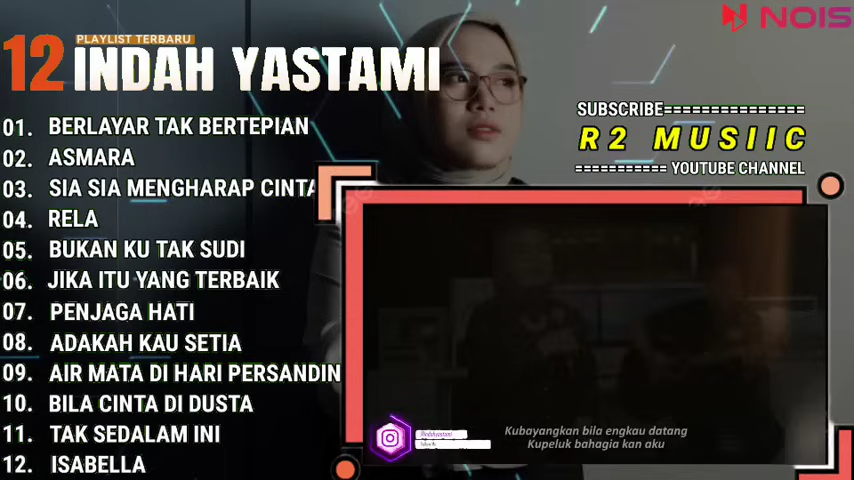 NOIS
PLAYLIST TERBARU
12 INDAH YASTAMI
01. BERLAYAR TAK BERTEPIAN
02. ASMARA
03. SIA SIA MENGHARAP CINTA
04. RELA
05. BUKAN KU TAK SUDI
06. JIKA ITU YANG TERBAIK
07. PENJAGA HATI
08. ADAKAH KAU SETIA
09. AIR MATA DI HARI PERSANDIN
10. BILA CINTA DI DUSTA
11. TAK SEDALAM INI
12. ISABELLA
SUBSCRIBE===============
R2 MUSIIC
=========== YOUTUBE CHANNEL
Kubayangkan bila engkau datang
Kupeluk bahagia kan aku